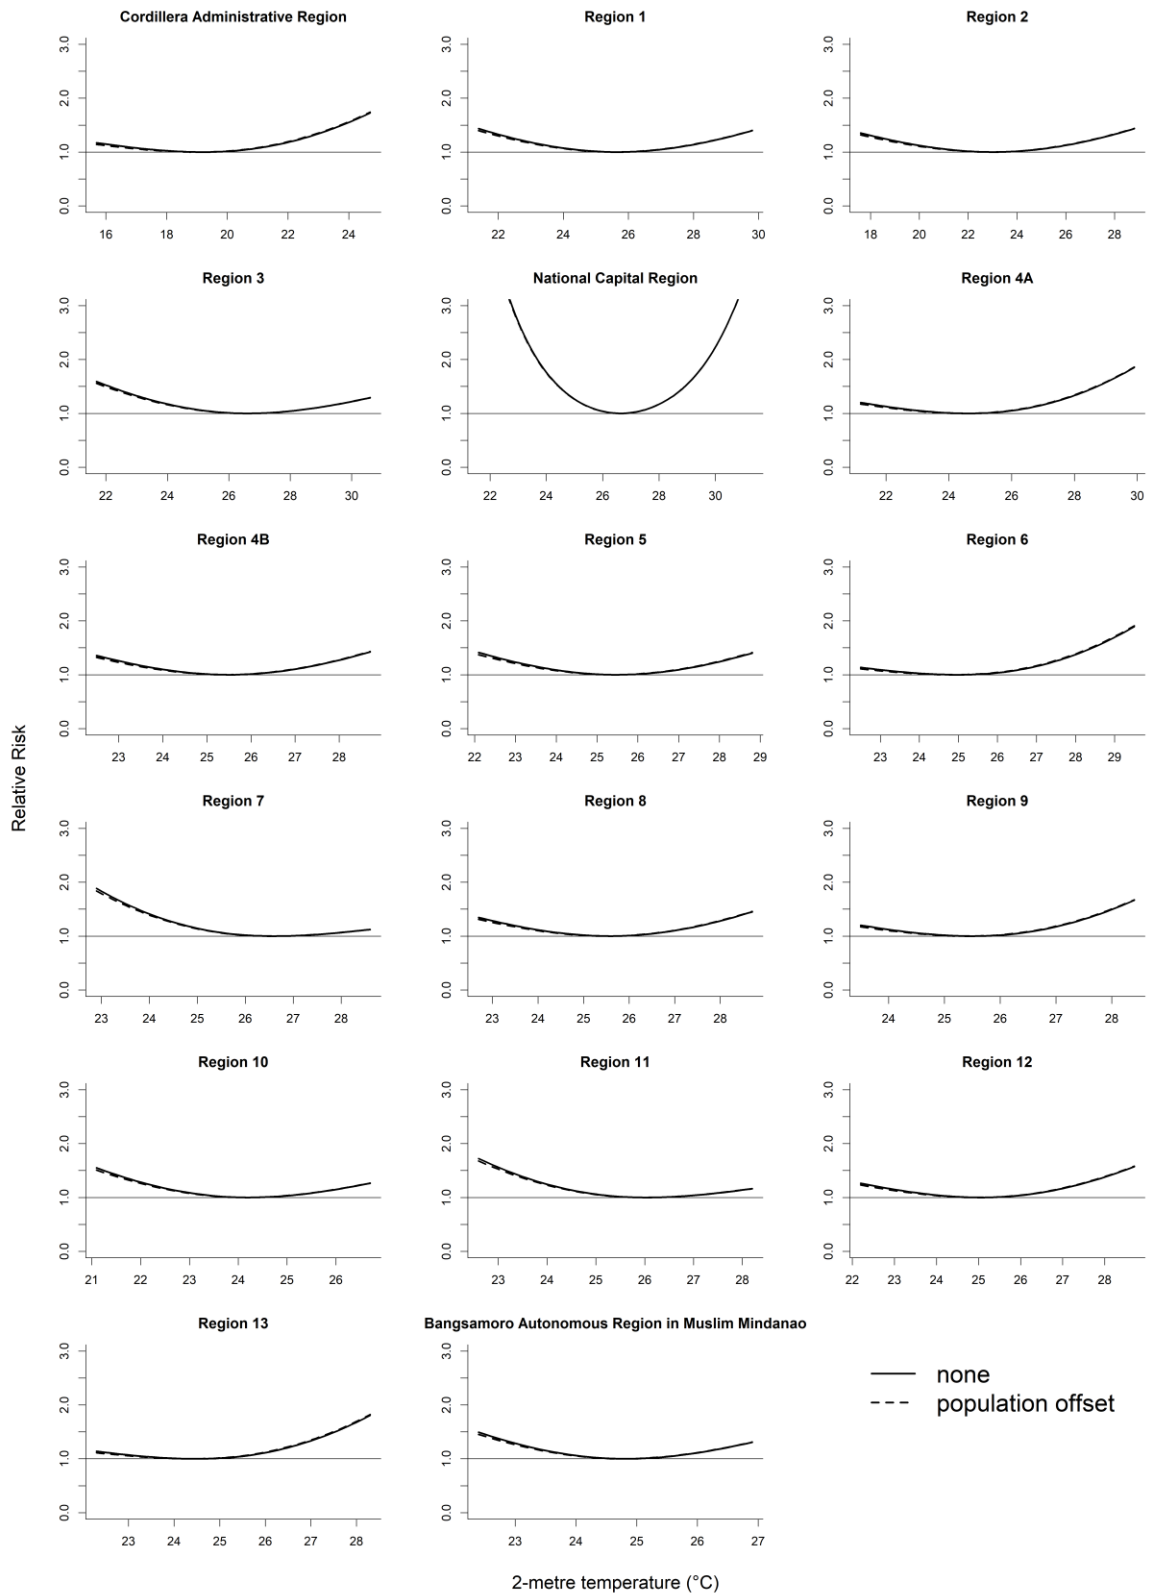 Cordillera Administrative Region
3.0
2.0
1.0
0.0
16 18 20 22 24
Region 1
3.0
2.0
1.0
0.0
22 24 26 28 30
Region 2
3.0
2.0
1.0
0.0
18 20 22 24 26 28
Region 3
3.0
2.0
1.0
0.0
22 24 26 28 30
National Capital Region
3.0
2.0
1.0
0.0
22 24 26 28 30
Region 4A
3.0
2.0
1.0
0.0
22 24 26 28 30
Region 4B
3.0
2.0
1.0
0.0
23 24 25 26 27 28
Region 5
3.0
2.0
1.0
0.0
22 23 24 25 26 27 28 29
Region 6
3.0
2.0
1.0
0.0
23 24 25 26 27 28 29
Relative Risk
Region 7
3.0
2.0
1.0
0.0
23 24 25 26 27 28
Region 8
3.0
2.0
1.0
0.0
23 24 25 26 27 28
Region 9
3.0
2.0
1.0
0.0
24 25 26 27 28
Region 10
3.0
2.0
1.0
0.0
21 22 23 24 25 26
Region 11
3.0
2.0
1.0
0.0
23 24 25 26 27 28
Region 12
3.0
2.0
1.0
0.0
22 23 24 25 26 27 28
Region 13
3.0
2.0
1.0
0.0
23 24 25 26 27 28
Bangsamoro Autonomous Region in Muslim Mindanao
3.0
2.0
1.0
0.0
23 24 25 26 27
none
population offset
2-metre temperature (°C)